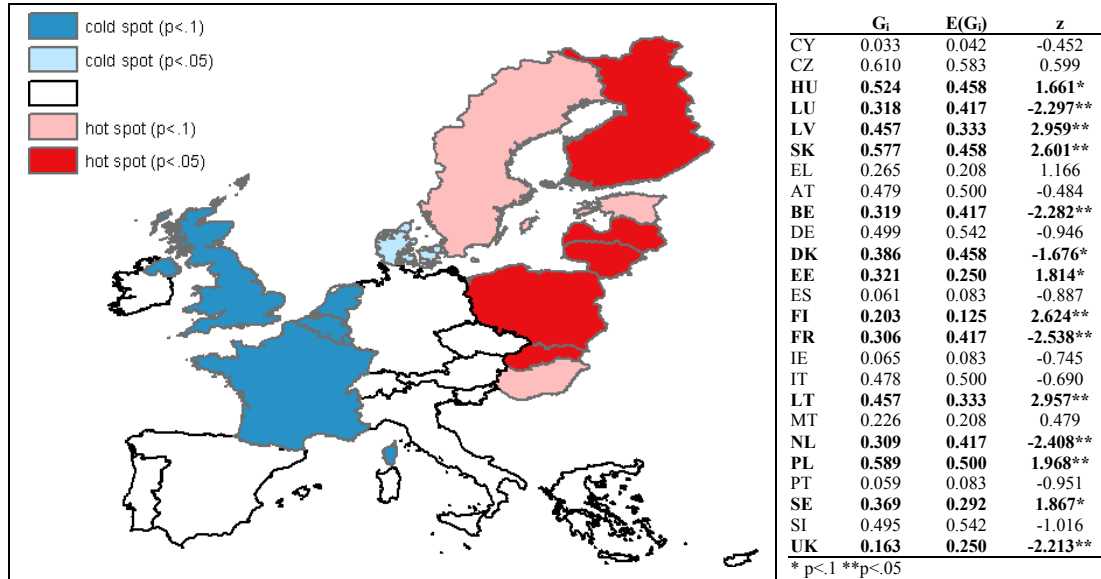 cold spot (p<.1)
cold spot (p<.05)
hot spot (p<.1)
hot spot (p<.05)
Gi E(Gi) z
CY 0.033 0.042 -0.452
CZ 0.610 0.583 0.599
HU 0.524 0.458 1.661*
LU 0.318 0.417 -2.297**
LV 0.457 0.333 2.959**
SK 0.577 0.458 2.601**
EL 0.265 0.208 1.166
AT 0.479 0.500 -0.484
BE 0.319 0.417 -2.282**
DE 0.499 0.542 -0.946
DK 0.386 0.458 -1.676*
EE 0.321 0.250 1.814*
ES 0.061 0.083 -0.887
FI 0.203 0.125 2.624**
FR 0.306 0.417 -2.538**
IE 0.065 0.083 -0.745
IT 0.478 0.500 -0.690
LT 0.457 0.333 2.957**
MT 0.226 0.208 0.479
NL 0.309 0.417 -2.408**
PL 0.589 0.500 1.968**
PT 0.059 0.083 -0.951
SE 0.369 0.292 1.867*
SI 0.495 0.542 -1.016
UK 0.163 0.250 -2.213**
* p<.1 **p<.05